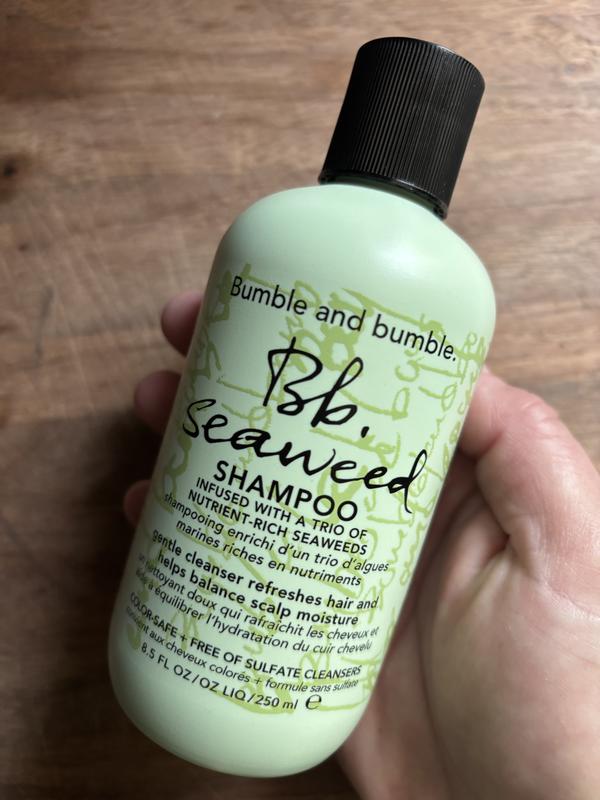 Bumble and bumble.
Bb.
seaweed
SHAMPOO
INFUSED WITH A TRIO OF
NUTRIENT-RICH SEAWEEDS
shampooing enrichi d'un trio d'algues
marines riches en nutriments
gentle cleanser refreshes hair and
helps balance scalp moisture
un nettoyant doux qui rafraîchit les cheveux et
aide à équilibrer l'hydratation du cuir chevelu
COLOR-SAFE + FREE OF SULFATE CLEANSERS
convient aux cheveux colorés + formule sans sulfate
8.5 FL OZ/OZ LIQ/250 ml ℮